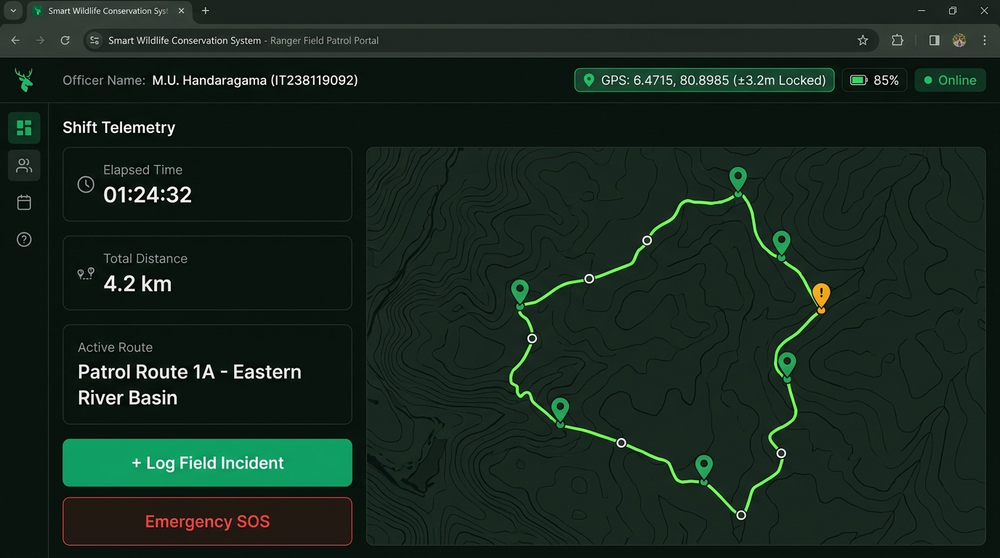 Smart Wildlife Conservation Syst
Smart Wildlife Conservation System - Ranger Field Patrol Portal
Officer Name: M.U. Handaragama (IT238119092)
GPS: 6.4715, 80.8985 (±3.2m Locked)
85%
Online
Shift Telemetry
Elapsed Time
01:24:32
Total Distance
4.2 km
Active Route
Patrol Route 1A - Eastern
River Basin
+ Log Field Incident
Emergency SOS